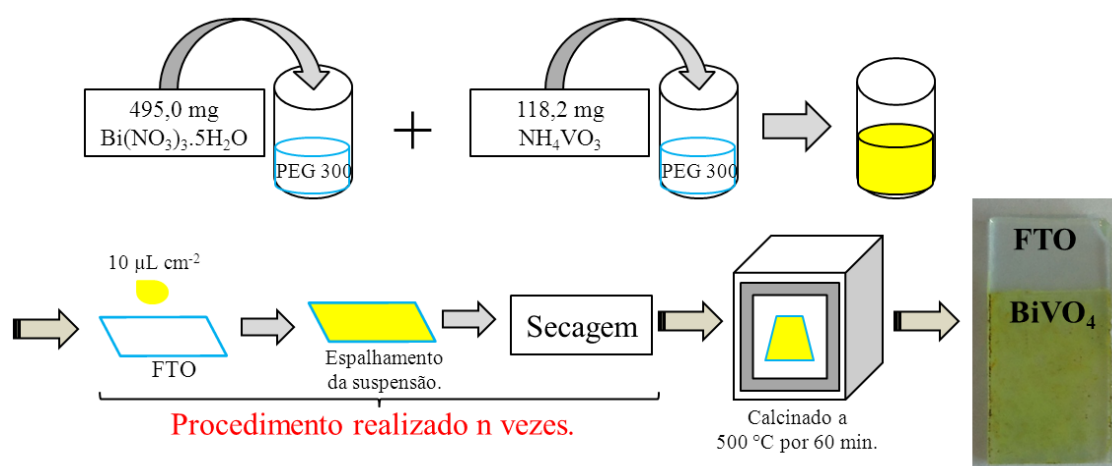 495,0 mg
Bi(NO₃)₃.5H₂O
PEG 300
+
118,2 mg
NH₄VO₃
PEG 300
10 µL cm⁻²
FTO
Espalhamento
da suspensão.
Secagem
Procedimento realizado n vezes.
Calcinado a
500 °C por 60 min.
FTO
BiVO₄